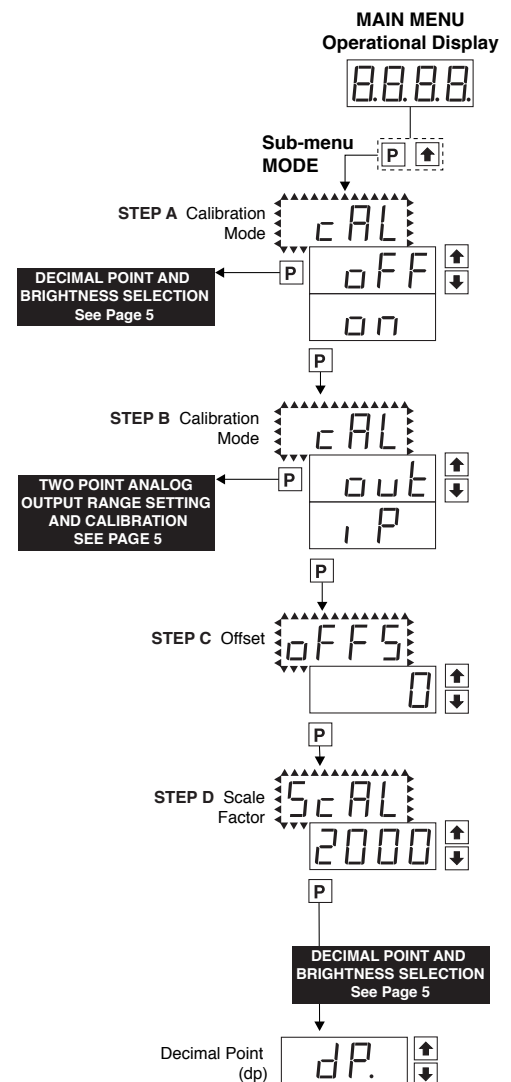 MAIN MENU
Operational Display
8.8.8.8.
Sub-menu
MODE
P
STEP A Calibration
Mode
cAL
P
oFF
on
DECIMAL POINT AND
BRIGHTNESS SELECTION
See Page 5
P
STEP B Calibration
Mode
cAL
P
out
iP
TWO POINT ANALOG
OUTPUT RANGE SETTING
AND CALIBRATION
SEE PAGE 5
P
STEP C Offset
oFFS
0
P
STEP D Scale
Factor
ScAL
2000
P
DECIMAL POINT AND
BRIGHTNESS SELECTION
See Page 5
Decimal Point
(dp)
dP.